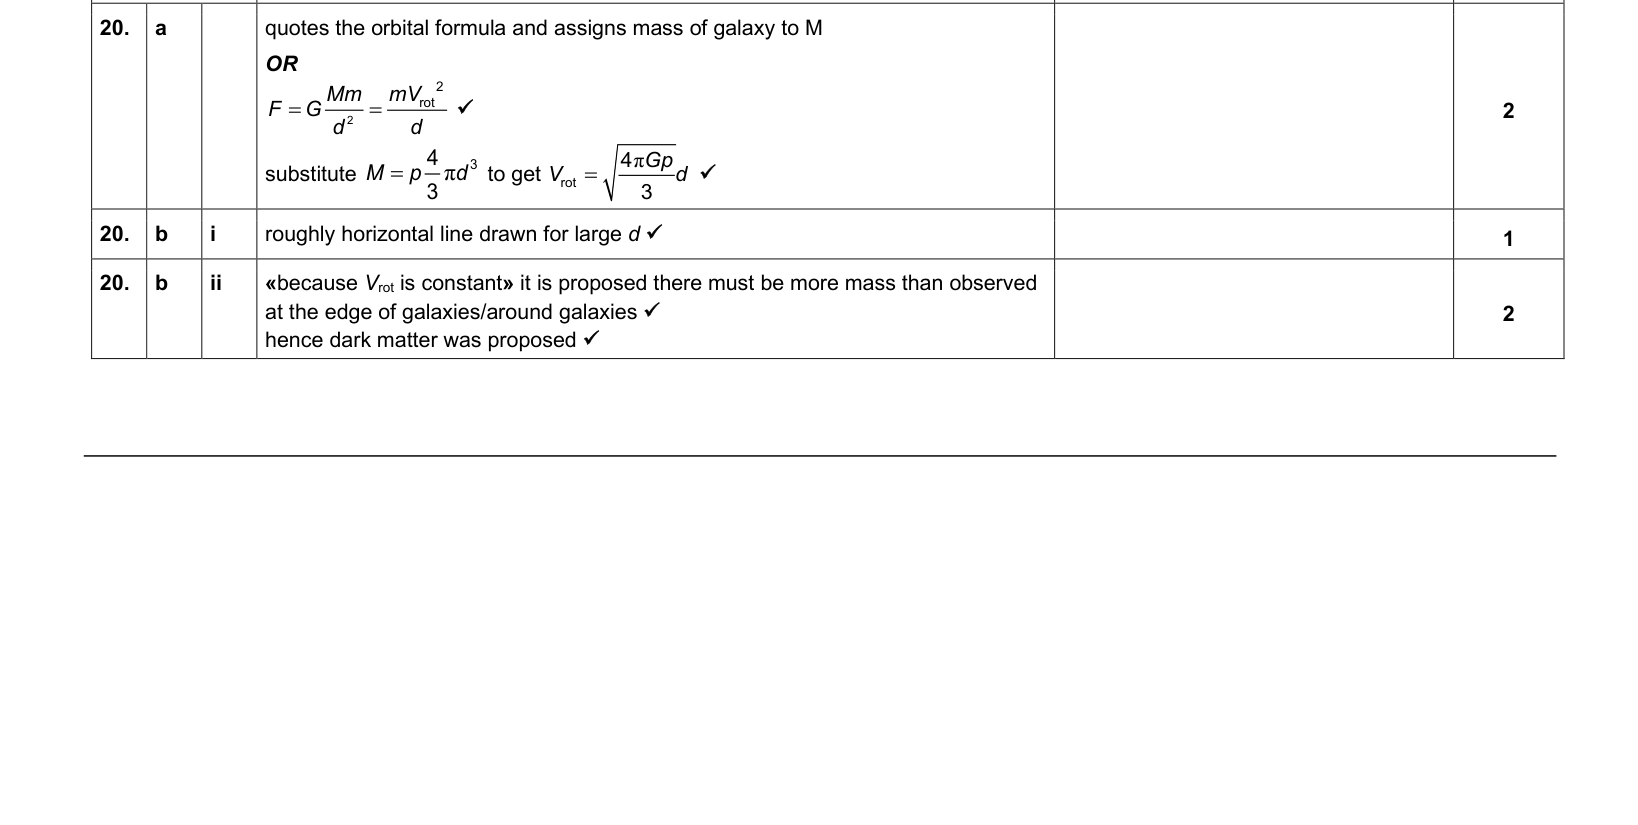 20. a quotes the orbital formula and assigns mass of galaxy to M
OR
F = G Mm/d² = mVrot²/d ✓ 2
substitute M = p 4/3 πd³ to get Vrot = √(4πGp/3) d ✓
20. b i roughly horizontal line drawn for large d ✓ 1
20. b ii «because Vrot is constant» it is proposed there must be more mass than observed
at the edge of galaxies/around galaxies ✓ 2
hence dark matter was proposed ✓